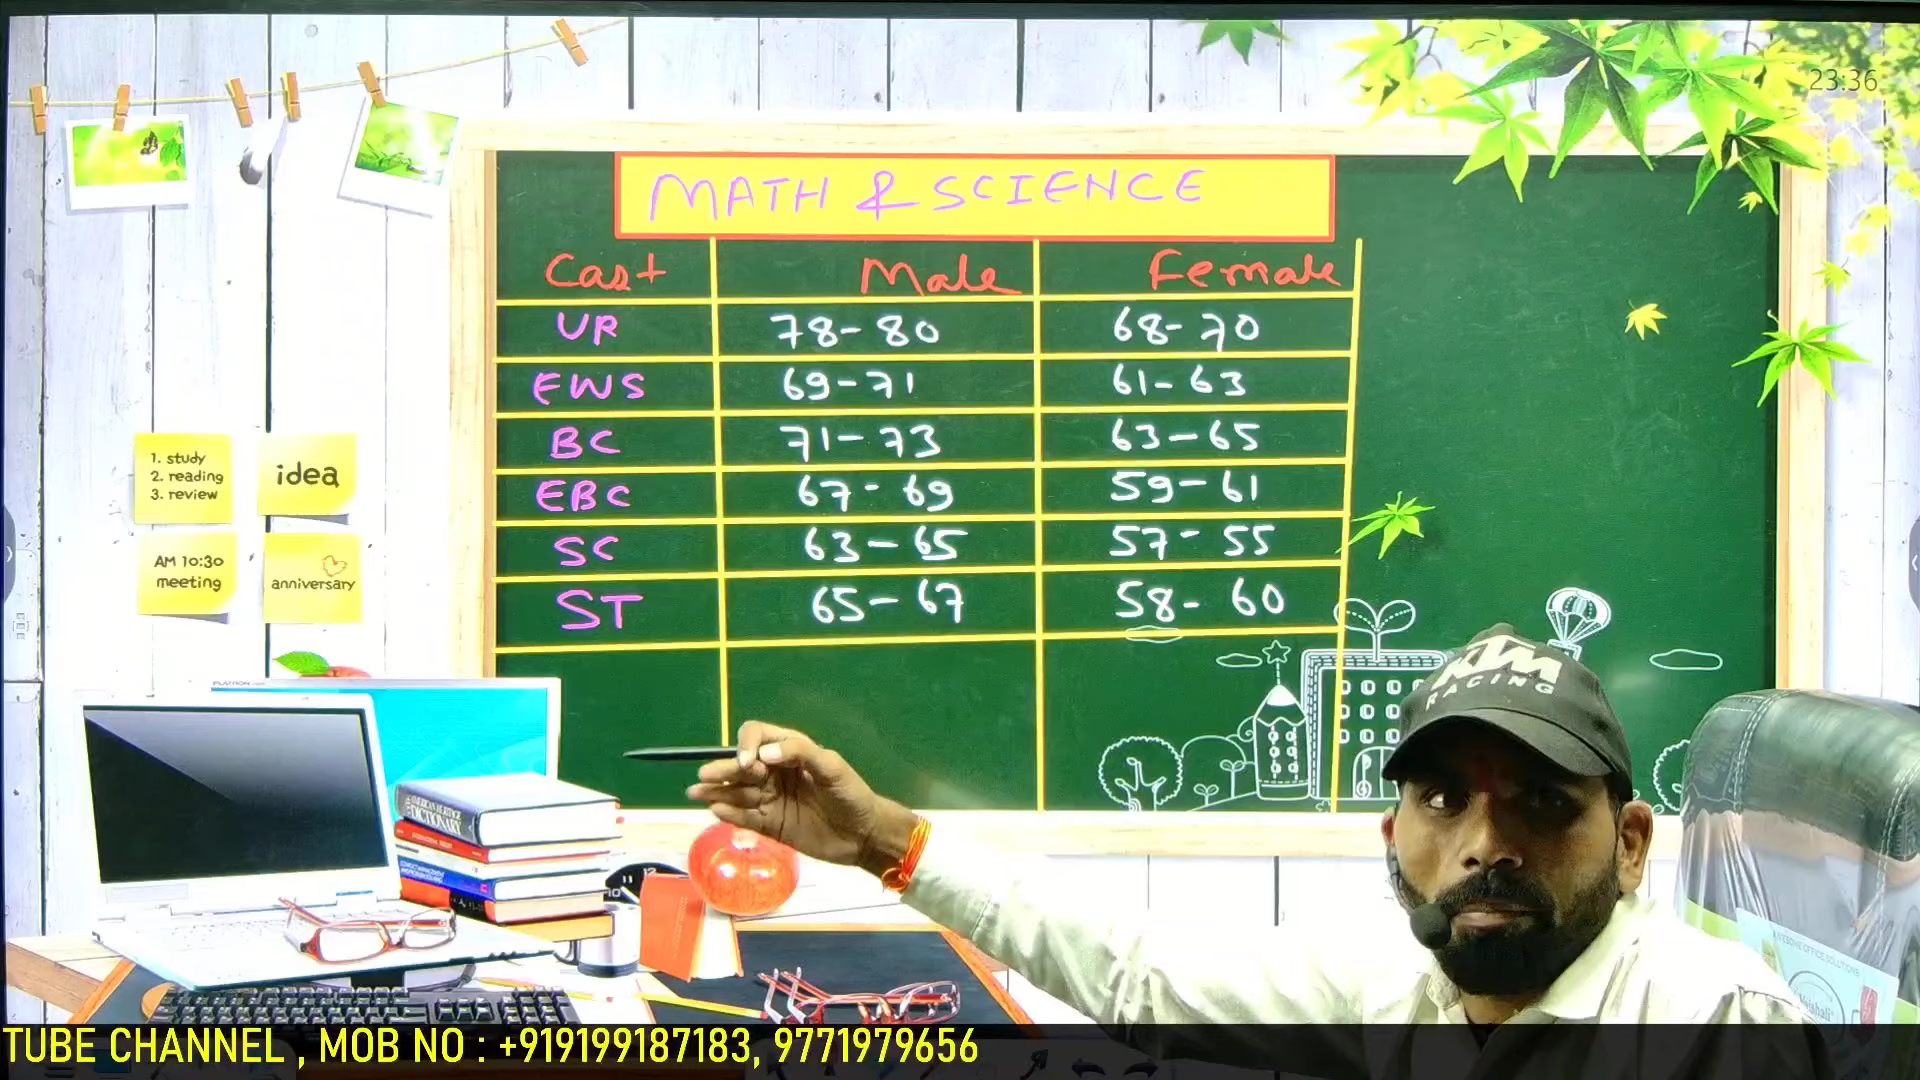 23:36
MATH & SCIENCE
Cast Male Female
UR 78-80 68-70
EWS 69-71 61-63
BC 71-73 63-65
EBC 67-69 59-61
SC 63-65 57-55
ST 65-67 58-60
1. study
2. reading
3. review
idea
AM 10:30
meeting
anniversary
KTM
RACING
DICTIONARY
TUBE CHANNEL , MOB NO : +919199187183, 9771979656